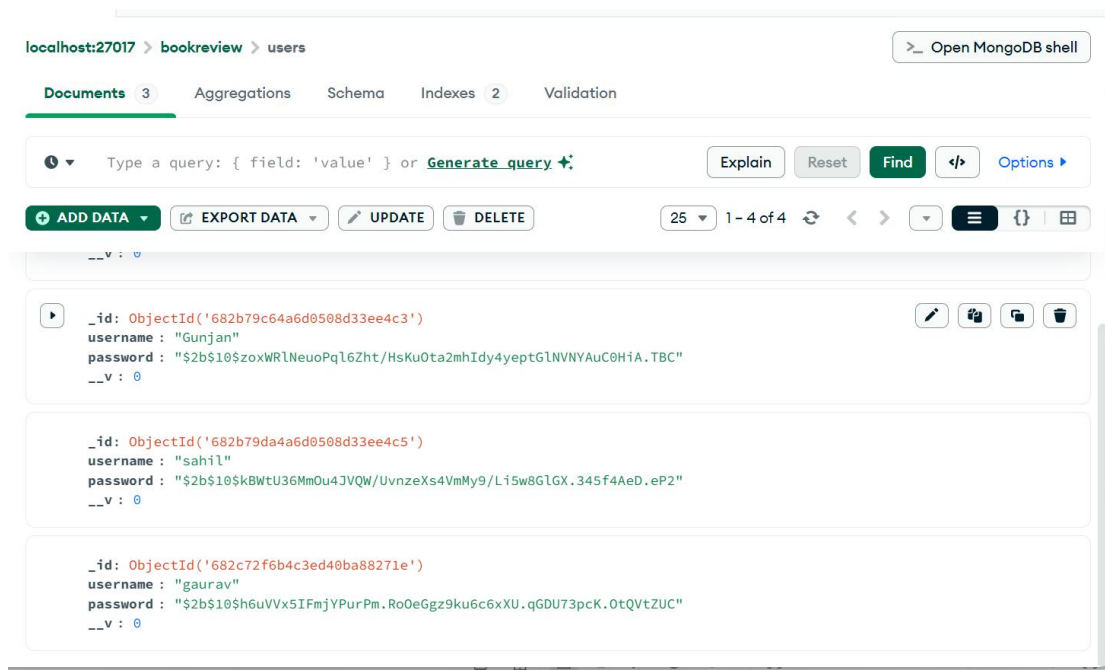 localhost:27017 > bookreview > users
>_ Open MongoDB shell
Documents 3 Aggregations Schema Indexes 2 Validation
Type a query: { field: 'value' } or Generate query
Explain Reset Find </> Options
ADD DATA EXPORT DATA UPDATE DELETE
25 1 – 4 of 4 {}
__v : 0
_id: ObjectId('682b79c64a6d0508d33ee4c3')
username : "Gunjan"
password : "$2b$10$zoxWRlNeuoPql6Zht/HsKuOta2mhIdy4yeptGlNVNYAuC0HiA.TBC"
__v : 0
_id: ObjectId('682b79da4a6d0508d33ee4c5')
username : "sahil"
password : "$2b$10$kBWtU36MmOu4JVQW/UvnzeXs4VmMy9/Li5w8GlGX.345f4AeD.eP2"
__v : 0
_id: ObjectId('682c72f6b4c3ed40ba88271e')
username : "gaurav"
password : "$2b$10$h6uVVx5IFmjYPurPm.RoOeGgz9ku6c6xXU.qGDU73pcK.OtQVtZUC"
__v : 0